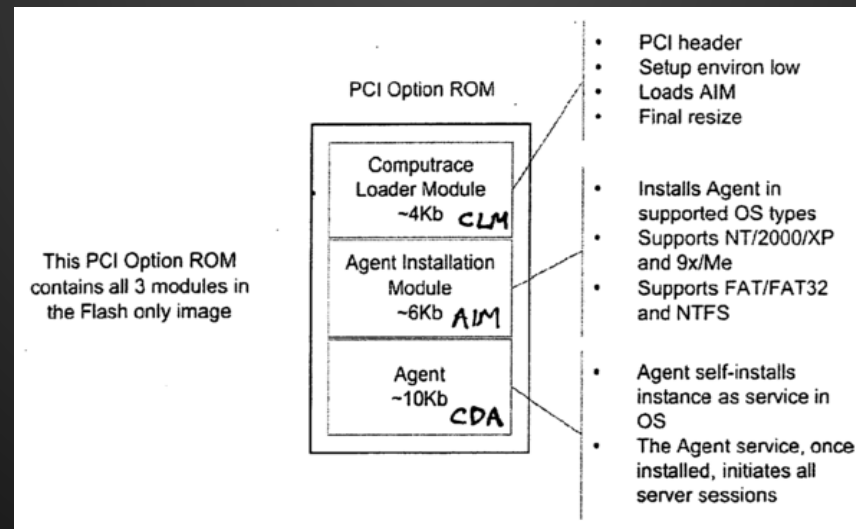 PCI Option ROM
Computrace
Loader Module
~4Kb CLM
Agent Installation
Module
~6Kb AIM
Agent
~10Kb CDA
This PCI Option ROM
contains all 3 modules in
the Flash only image
• PCI header
• Setup environ low
• Loads AIM
• Final resize
• Installs Agent in
supported OS types
• Supports NT/2000/XP
and 9x/Me
• Supports FAT/FAT32
and NTFS
• Agent self-installs
instance as service in
OS
• The Agent service, once
installed, initiates all
server sessions